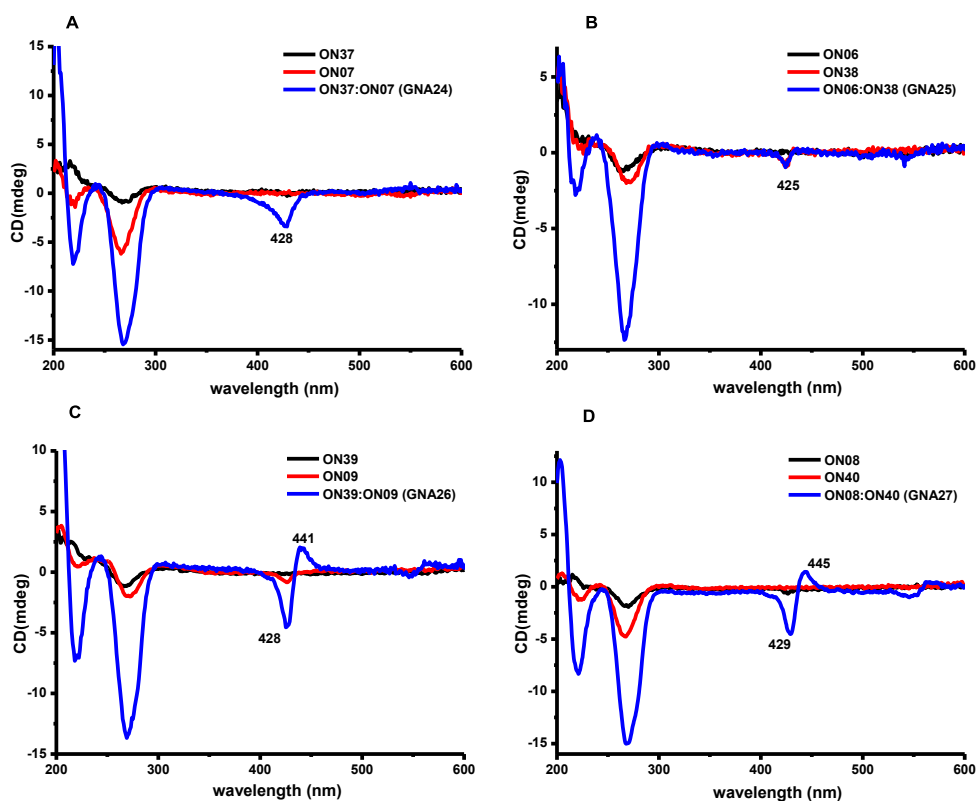 A
ON37
ON07
ON37:ON07 (GNA24)
CD(mdeg)
15
10
5
0
-5
-10
-15
428
200 300 400 500 600
wavelength (nm)
B
ON06
ON38
ON06:ON38 (GNA25)
CD(mdeg)
5
0
-5
-10
425
200 300 400 500 600
wavelength (nm)
C
ON39
ON09
ON39:ON09 (GNA26)
CD(mdeg)
10
5
0
-5
-10
-15
441
428
200 300 400 500 600
wavelength (nm)
D
ON08
ON40
ON08:ON40 (GNA27)
CD(mdeg)
10
5
0
-5
-10
-15
445
429
200 300 400 500 600
wavelength (nm)